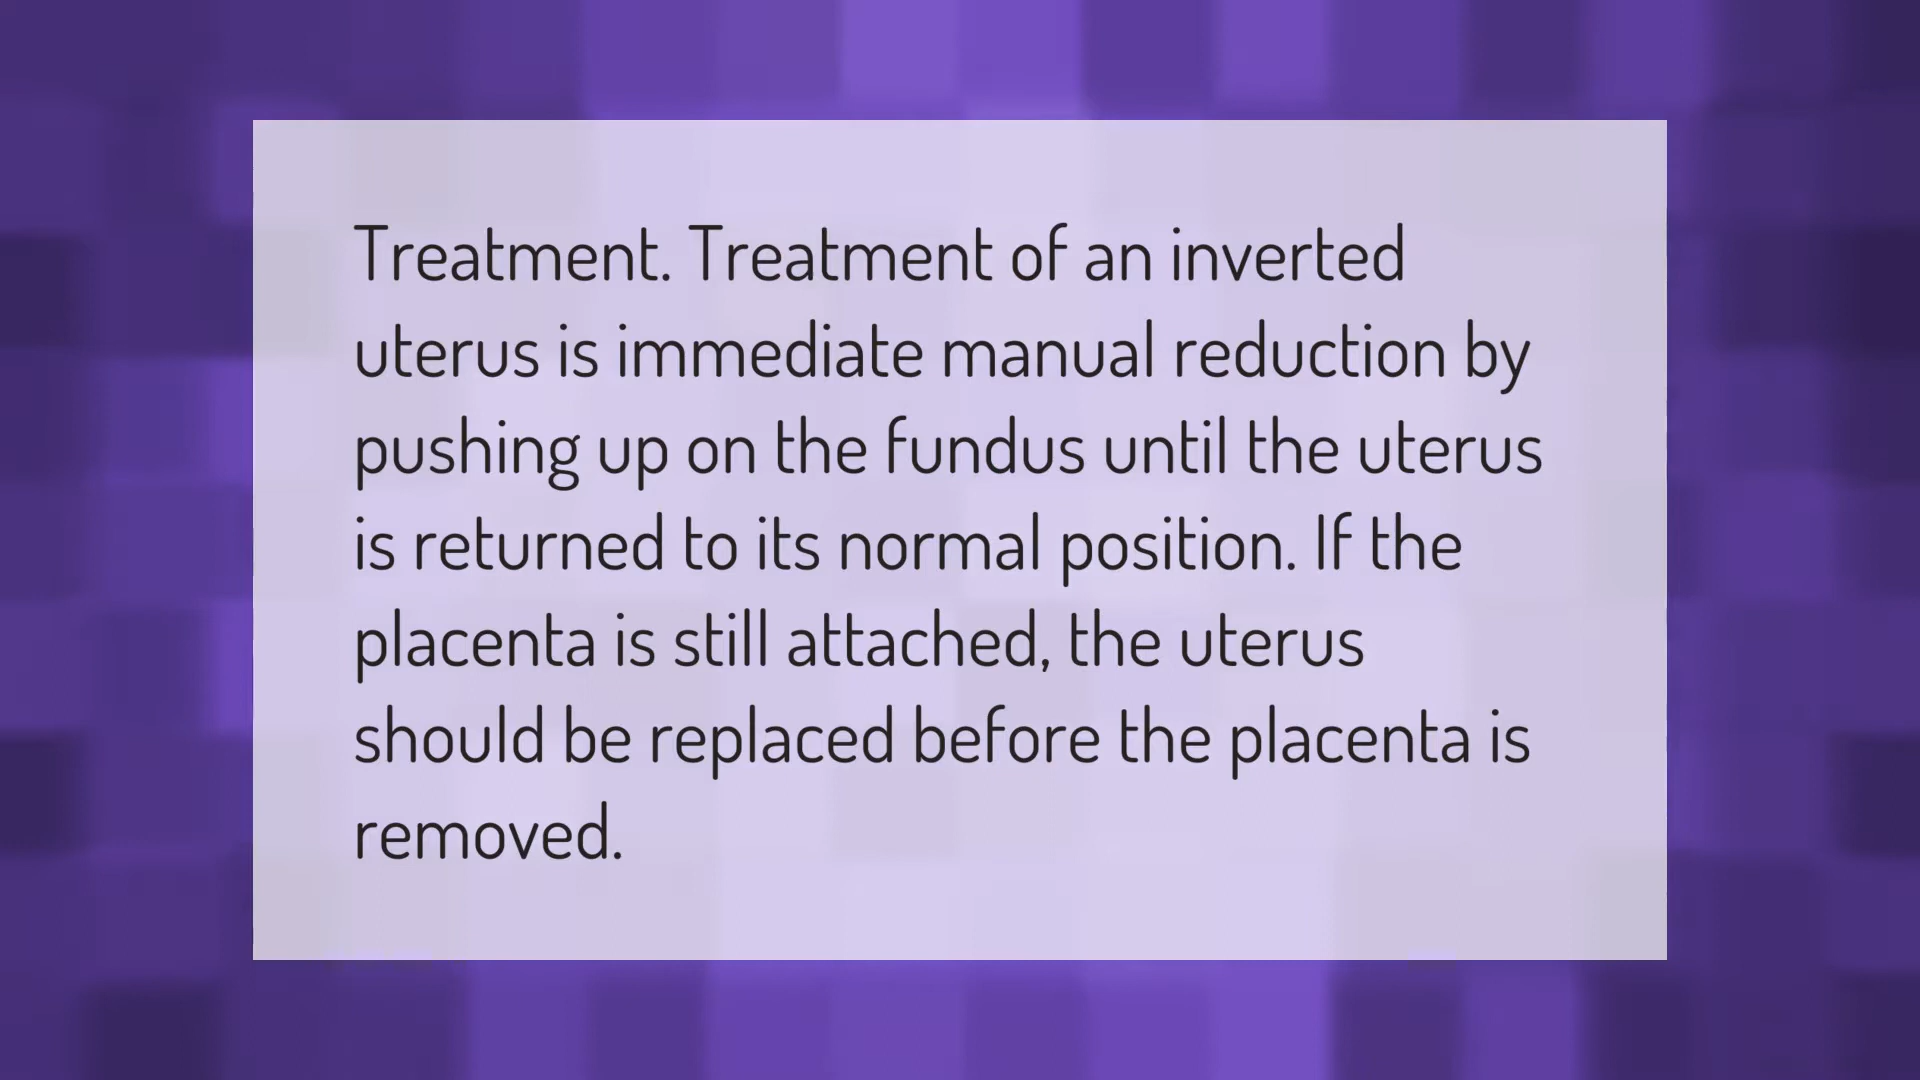 Treatment. Treatment of an inverted
uterus is immediate manual reduction by
pushing up on the fundus until the uterus
is returned to its normal position. If the
placenta is still attached, the uterus
should be replaced before the placenta is
removed.